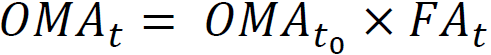 OMA_t = OMA_{t_0} × FA_t